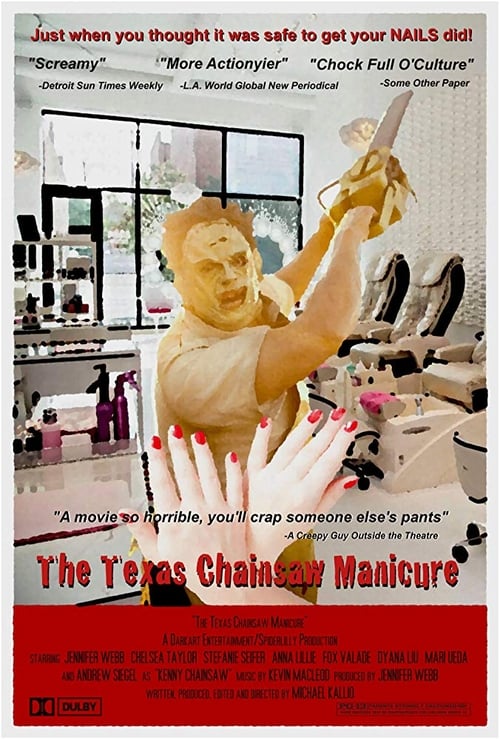 Just when you thought it was safe to get your NAILS did!
"Screamy" "More Actionyier" "Chock Full O'Culture"
-Detroit Sun Times Weekly -L.A. World Global New Periodical -Some Other Paper
"A movie so horrible, you'll crap someone else's pants"
-A Creepy Guy Outside the Theatre
The Texas Chainsaw Manicure
"The Texas Chainsaw Manicure"
A Darkart Entertainment/Spiderlilly Production
starring Jennifer Webb Chelsea Taylor Stefanie Seifer Anna Lillie Fox Valade Dyana Liu Mari Ueda
and Andrew Siegel as "Kenny Chainsaw" music by Kevin Macleod produced by Jennifer Webb
written, produced, edited and directed by Michael Kallio
DOLBY